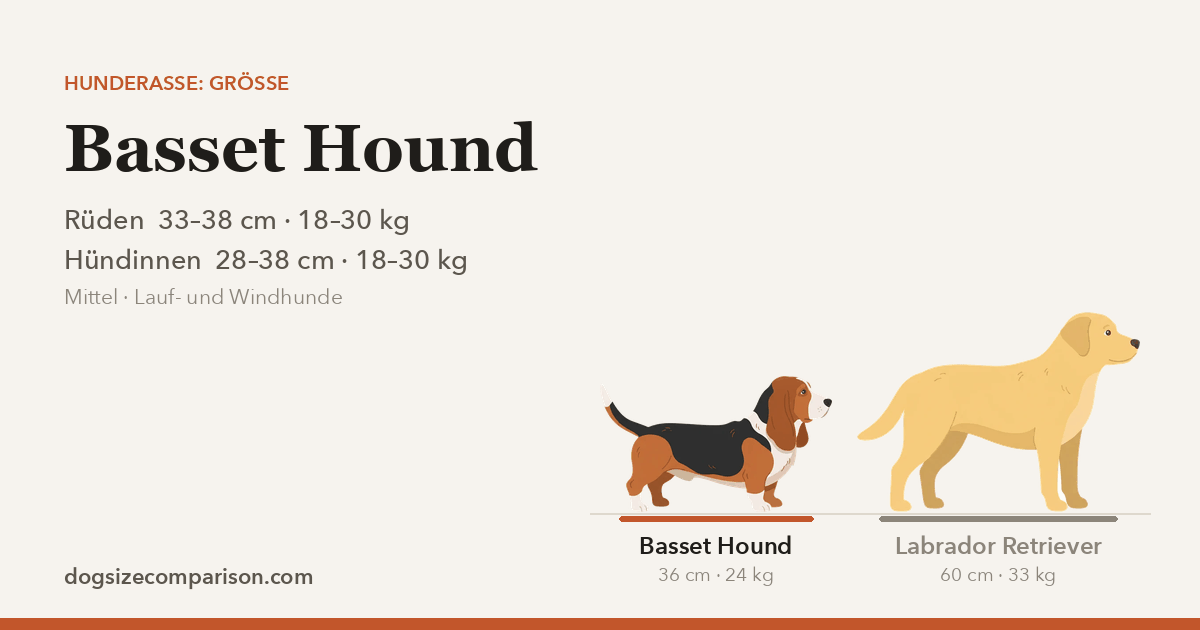 HUNDERASSE: GRÖSSE
Basset Hound
Rüden 33–38 cm · 18–30 kg
Hündinnen 28–38 cm · 18–30 kg
Mittel · Lauf- und Windhunde
Basset Hound
36 cm · 24 kg
Labrador Retriever
60 cm · 33 kg
dogsizecomparison.com